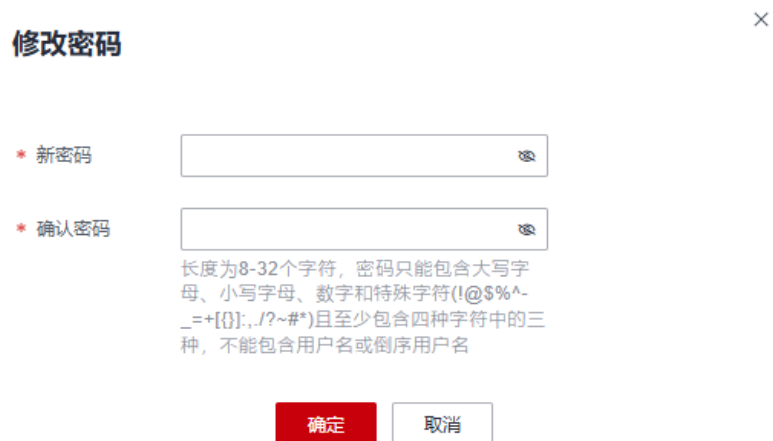 修改密码
* 新密码
* 确认密码
长度为8-32个字符，密码只能包含大写字
母、小写字母、数字和特殊字符(!@$%^-
_=+[{}]:,./?~#*)且至少包含四种字符中的三
种，不能包含用户名或倒序用户名
确定
取消